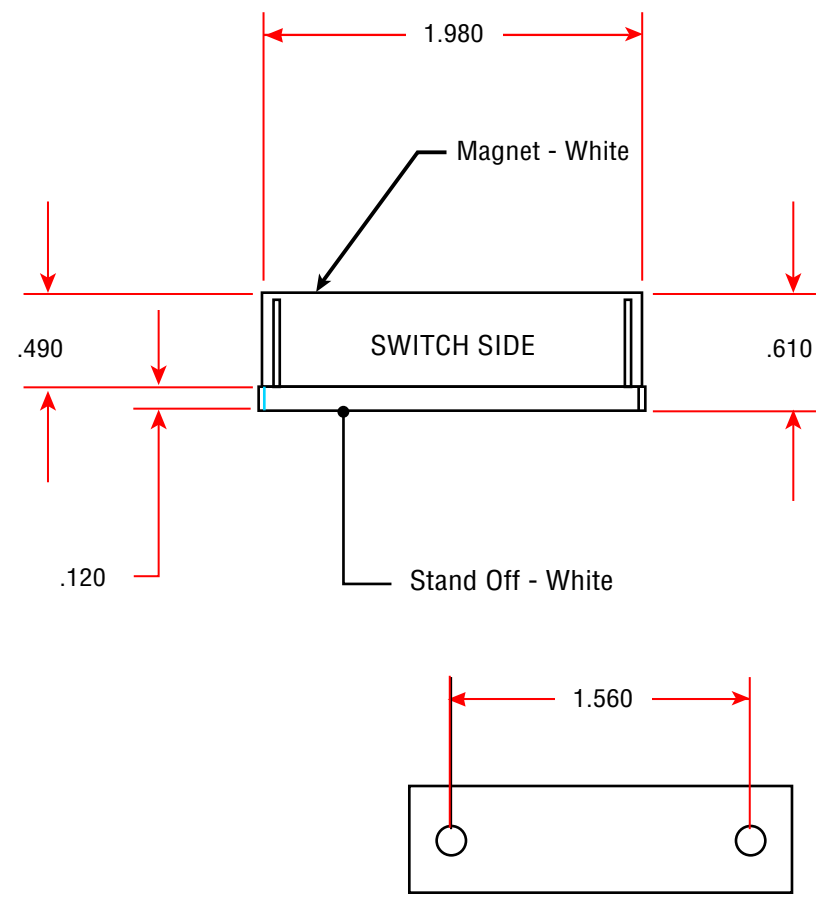 1.980
Magnet - White
.490
SWITCH SIDE
.610
.120
Stand Off - White
1.560